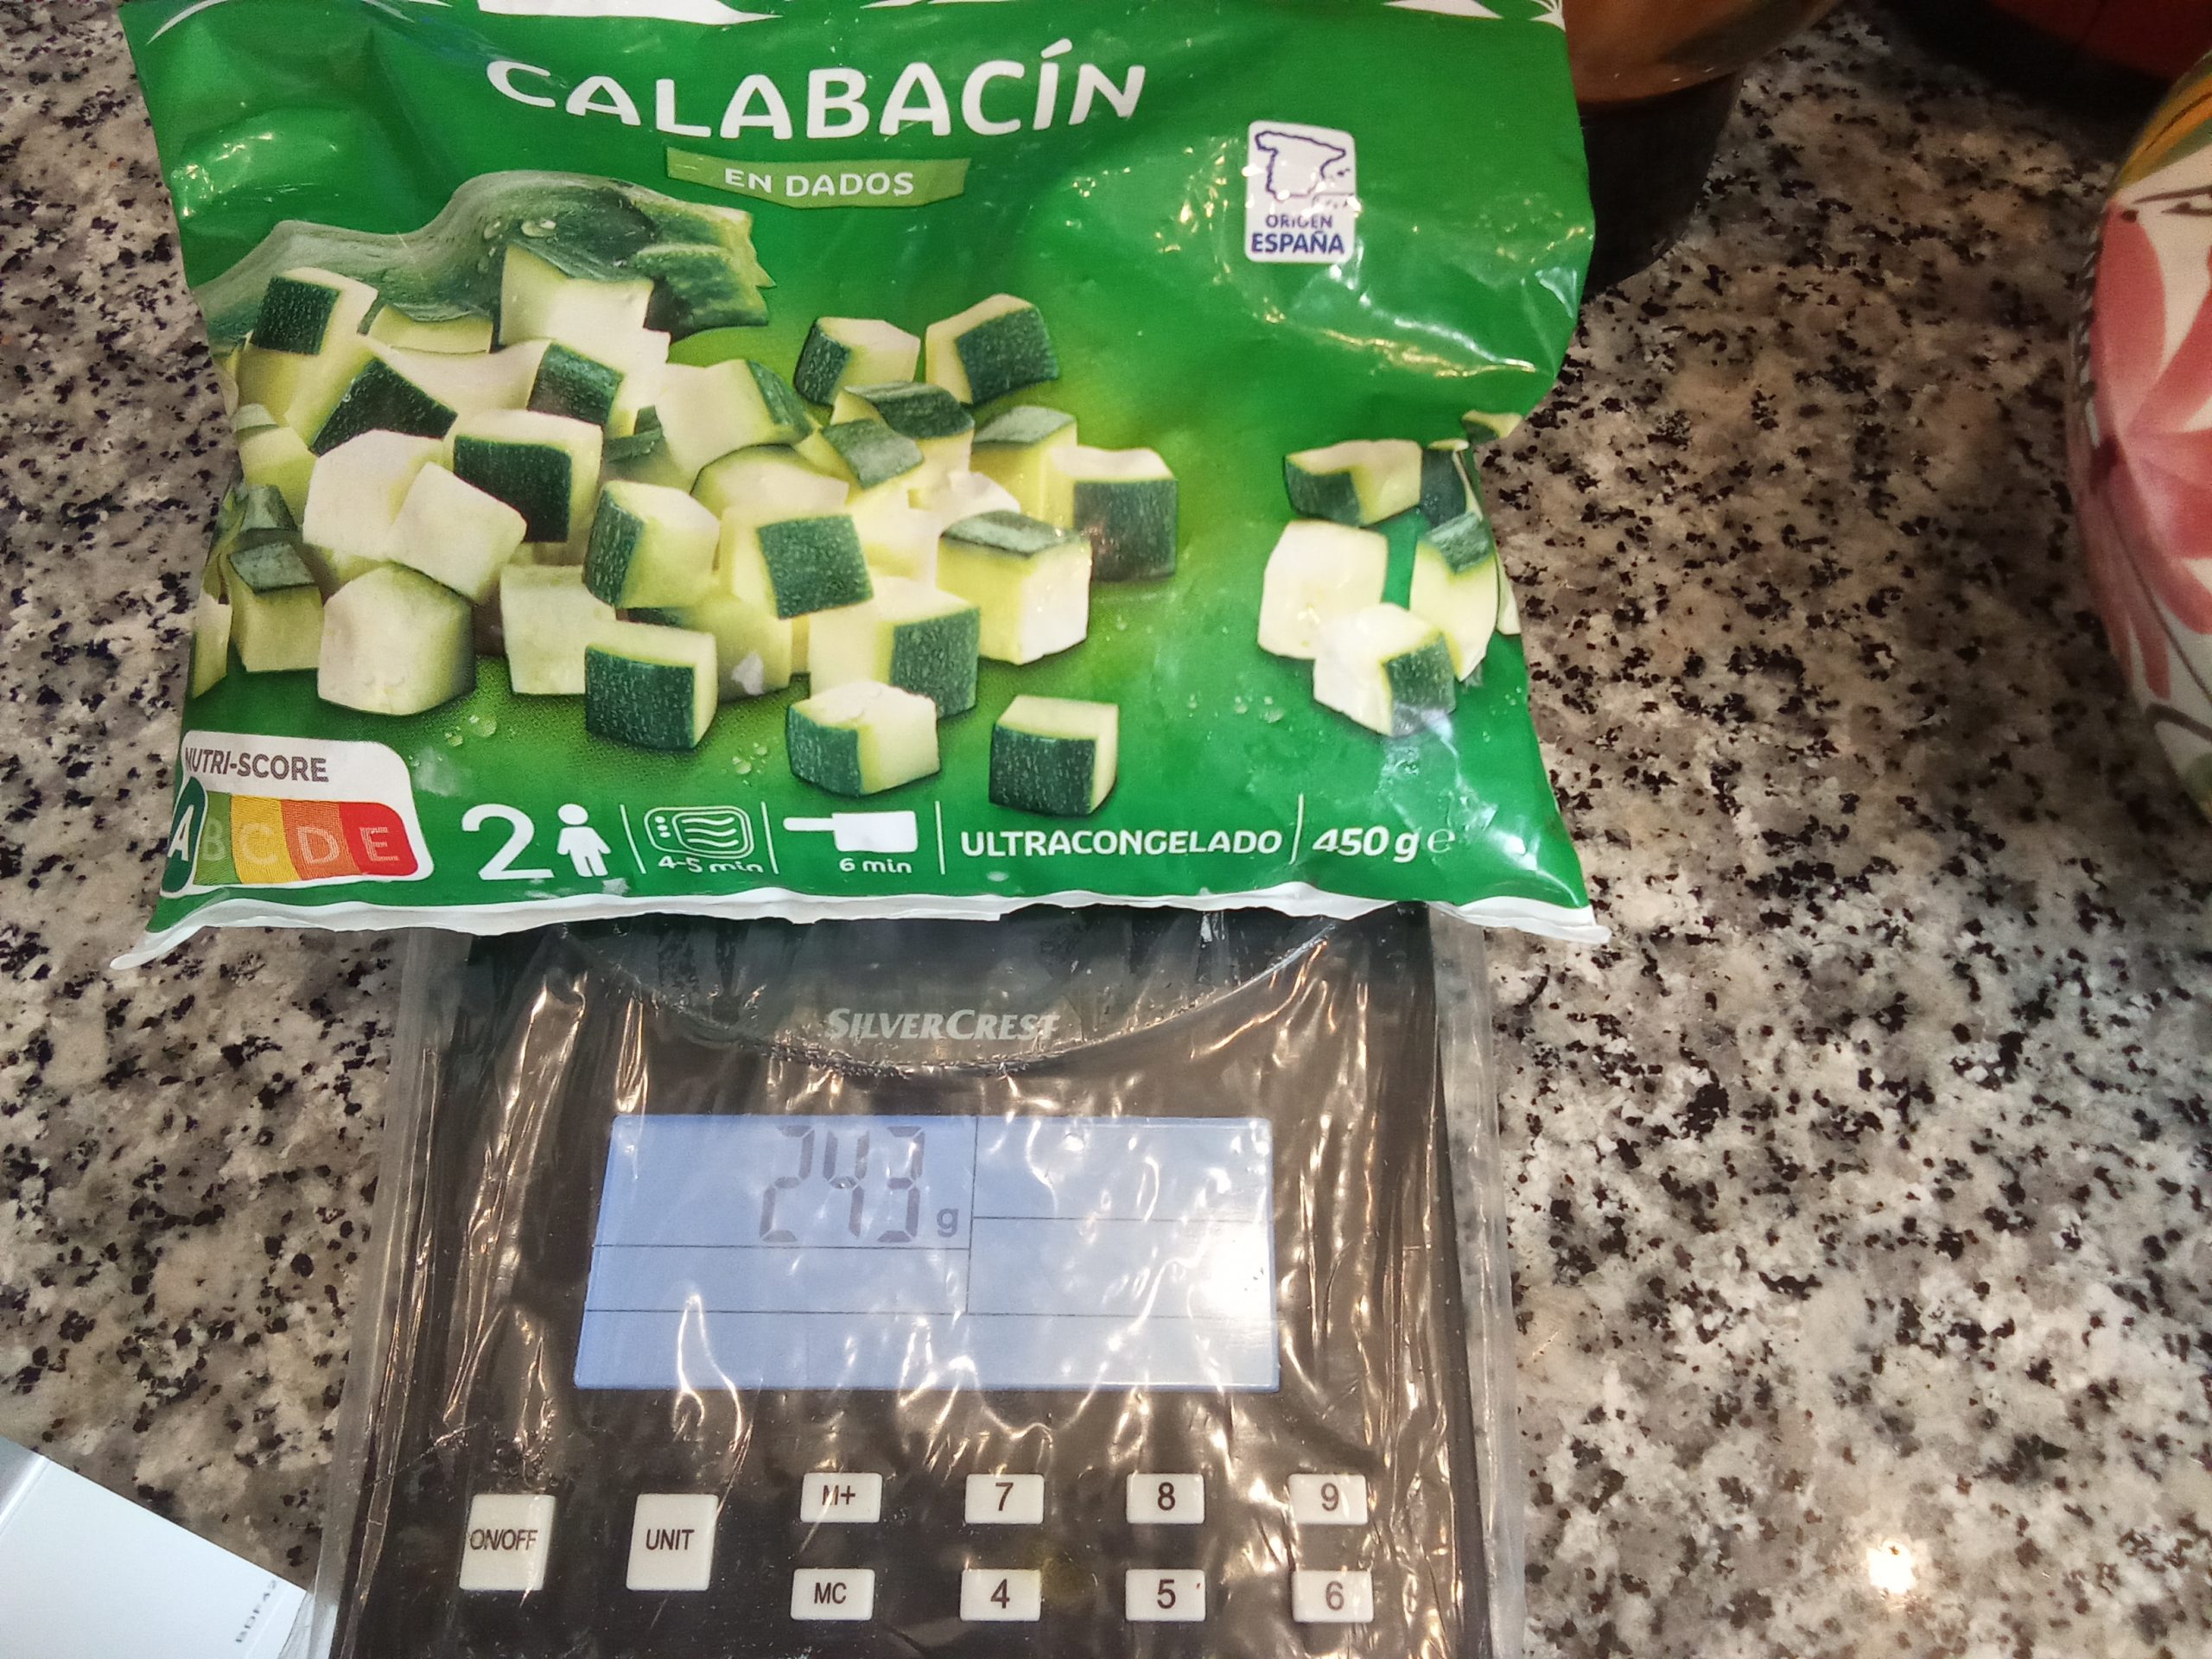 CALABACÍN
EN DADOS
ORIGEN
ESPAÑA
NUTRI-SCORE
A B C D E
2
4-5 min
6 min
ULTRACONGELADO
450 g e
SILVERCREST
243 g
ON/OFF
UNIT
M+
7
8
9
MC
4
5
6